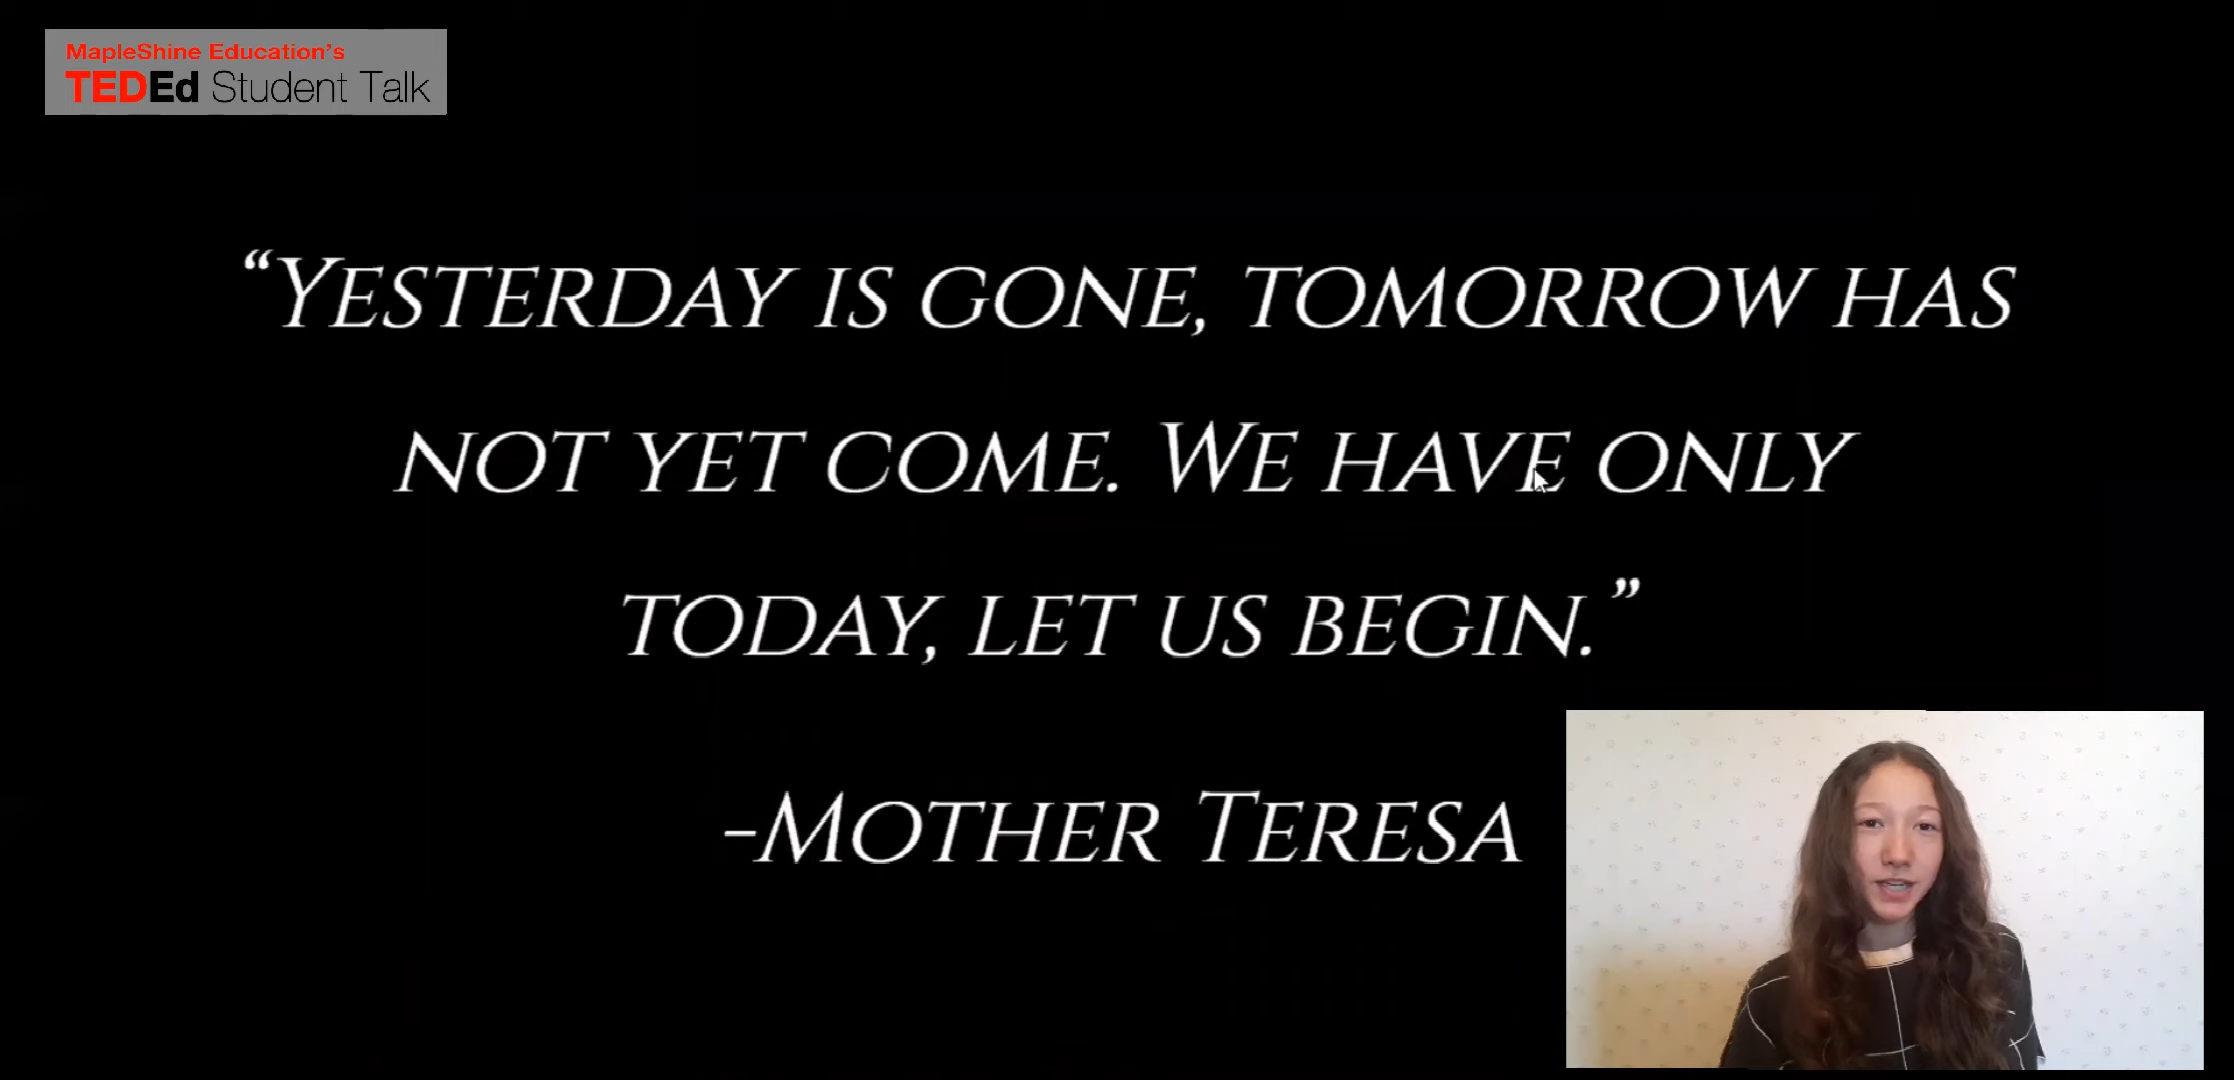 MapleShine Education’s
TEDEd Student Talk
“Yesterday is gone, tomorrow has
not yet come. We have only
today, let us begin.”
-Mother Teresa